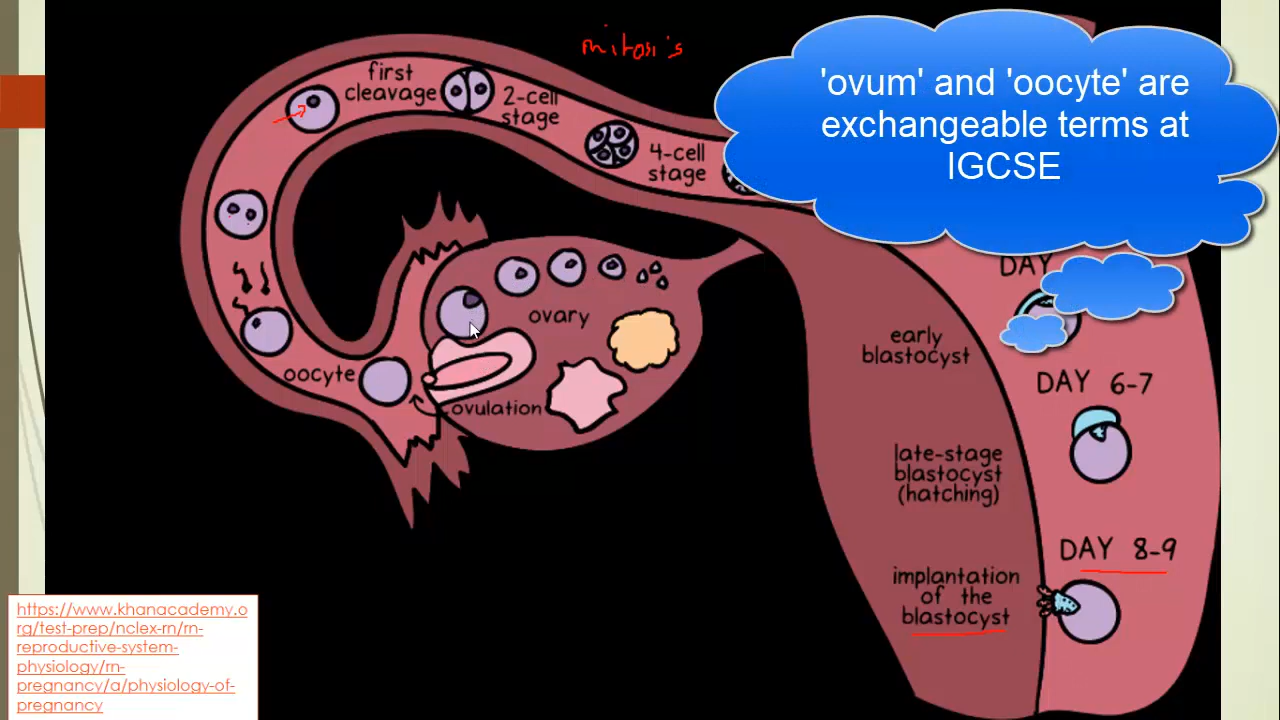 mitosis
'ovum' and 'oocyte' are
exchangeable terms at
IGCSE
first
cleavage
2-cell
stage
4-cell
stage
DAY
ovary
oocyte
ovulation
early
blastocyst
DAY 6-7
late-stage
blastocyst
(hatching)
DAY 8-9
implantation
of the
blastocyst
https://www.khanacademy.o
rg/test-prep/nclex-rn/rn-
reproductive-system-
physiology/rn-
pregnancy/a/physiology-of-
pregnancy